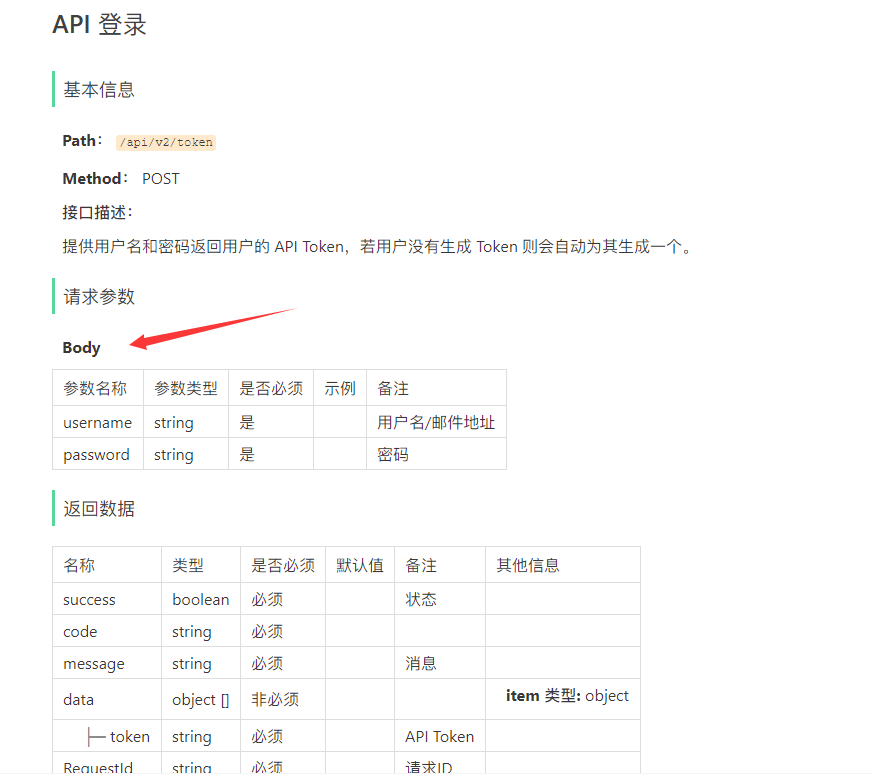 API 登录
基本信息
Path： /api/v2/token
Method： POST
接口描述：
提供用户名和密码返回用户的 API Token，若用户没有生成 Token 则会自动为其生成一个。
请求参数
Body
参数名称 参数类型 是否必须 示例 备注
username string 是 用户名/邮件地址
password string 是 密码
返回数据
名称 类型 是否必须 默认值 备注 其他信息
success boolean 必须 状态
code string 必须
message string 必须 消息
data object [] 非必须 item 类型: object
├─ token string 必须 API Token
RequestId string 必须 请求ID